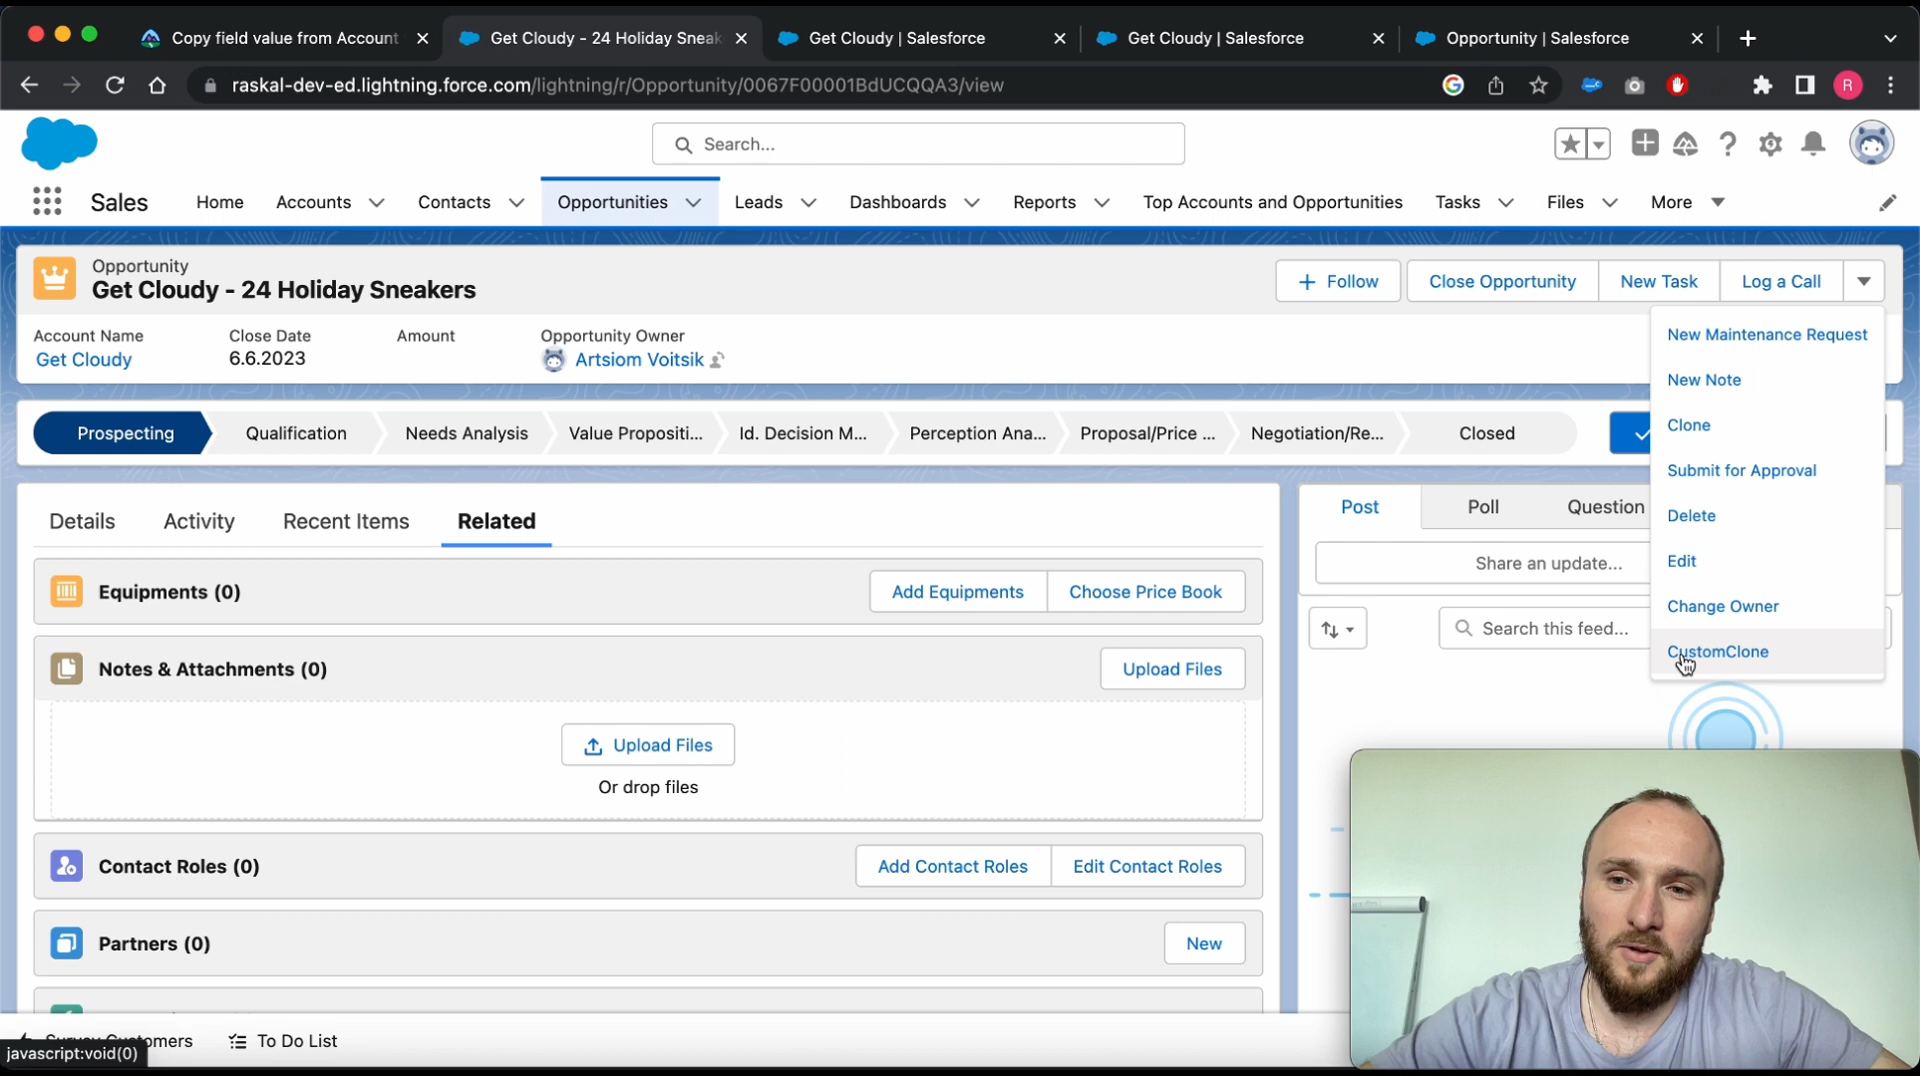 Copy field value from Account
Get Cloudy - 24 Holiday Sneak
Get Cloudy | Salesforce
Get Cloudy | Salesforce
Opportunity | Salesforce
raskal-dev-ed.lightning.force.com/lightning/r/Opportunity/0067F00001BdUCQQA3/view
R
Search...
Sales
Home
Accounts
Contacts
Opportunities
Leads
Dashboards
Reports
Top Accounts and Opportunities
Tasks
Files
More
Opportunity
Get Cloudy - 24 Holiday Sneakers
Follow
Close Opportunity
New Task
Log a Call
Account Name
Get Cloudy
Close Date
6.6.2023
Amount
Opportunity Owner
Artsiom Voitsik
New Maintenance Request
New Note
Clone
Submit for Approval
Delete
Edit
Change Owner
CustomClone
Prospecting
Qualification
Needs Analysis
Value Propositi...
Id. Decision M...
Perception Ana...
Proposal/Price ...
Negotiation/Re...
Closed
Details
Activity
Recent Items
Related
Post
Poll
Question
Share an update...
Search this feed...
Equipments (0)
Add Equipments
Choose Price Book
Notes & Attachments (0)
Upload Files
Upload Files
Or drop files
Contact Roles (0)
Add Contact Roles
Edit Contact Roles
Partners (0)
New
To Do List
javascript:void(0)